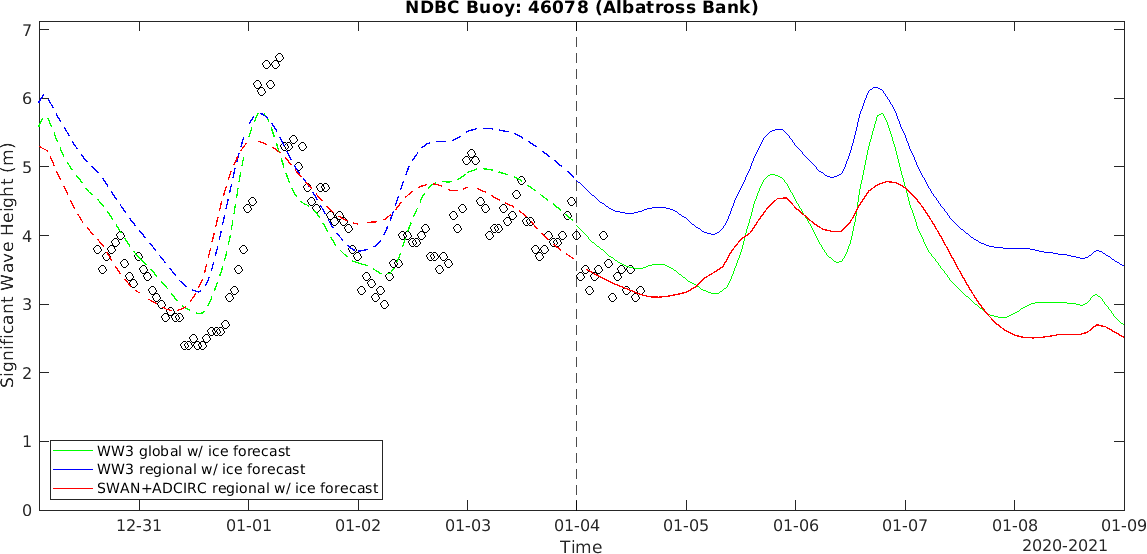 NDBC Buoy: 46078 (Albatross Bank)
7
6
5
4
3
2
1
0
Significant Wave Height (m)
WW3 global w/ ice forecast
WW3 regional w/ ice forecast
SWAN+ADCIRC regional w/ ice forecast
12-31 01-01 01-02 01-03 01-04 01-05 01-06 01-07 01-08 01-09
Time
2020-2021